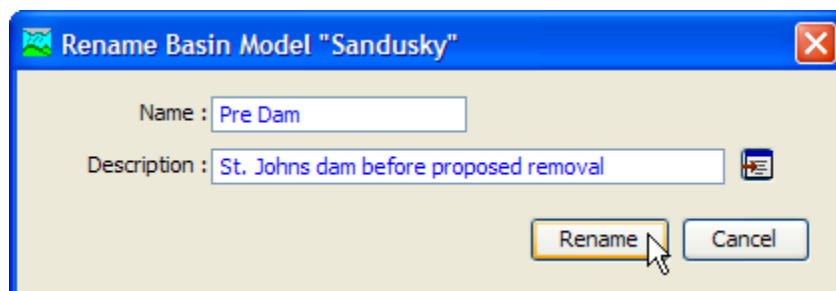 Rename Basin Model "Sandusky"
Name : Pre Dam
Description : St. Johns dam before proposed removal
Rename Cancel